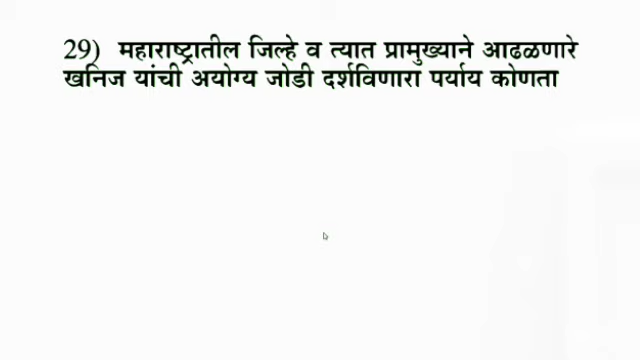 29) महाराष्ट्रातील जिल्हे व त्यात प्रामुख्याने आढळणारे
खनिज यांची अयोग्य जोडी दर्शविणारा पर्याय कोणता